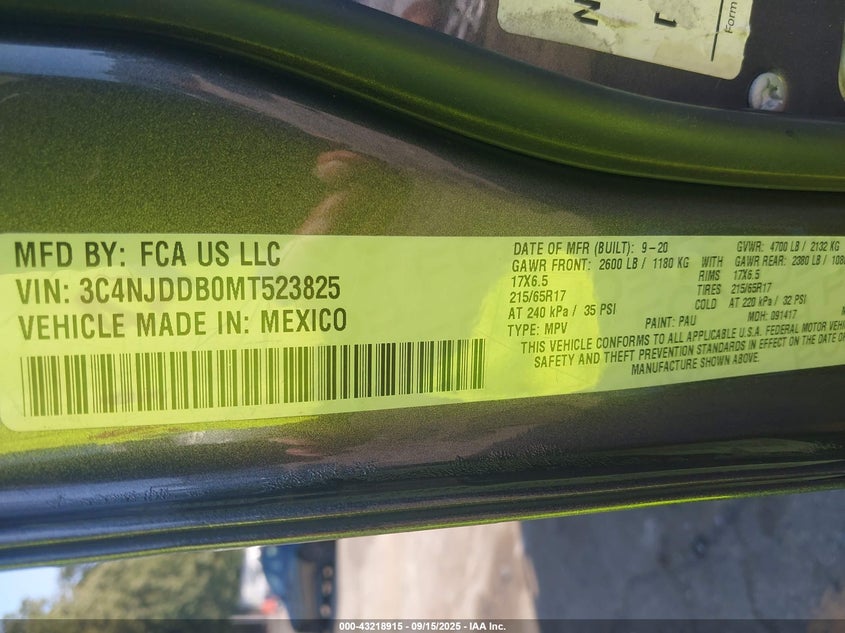 N
1
Form
MFD BY: FCA US LLC
VIN: 3C4NJDDB0MT523825
VEHICLE MADE IN: MEXICO
DATE OF MFR (BUILT): 9-20 GVWR: 4700 LB / 2132 KG
GAWR FRONT: 2600 LB / 1180 KG WITH GAWR REAR: 2380 LB / 108
17X6.5 RIMS 17X6.5
215/65R17 TIRES 215/65R17
AT 240 kPa / 35 PSI COLD AT 220 kPa / 32 PSI
TYPE: MPV PAINT: PAU MDH: 091417
THIS VEHICLE CONFORMS TO ALL APPLICABLE U.S.A. FEDERAL MOTOR VEHIC
SAFETY AND THEFT PREVENTION STANDARDS IN EFFECT ON THE DATE OF
MANUFACTURE SHOWN ABOVE.
000-43218915 - 09/15/2025 - IAA Inc.